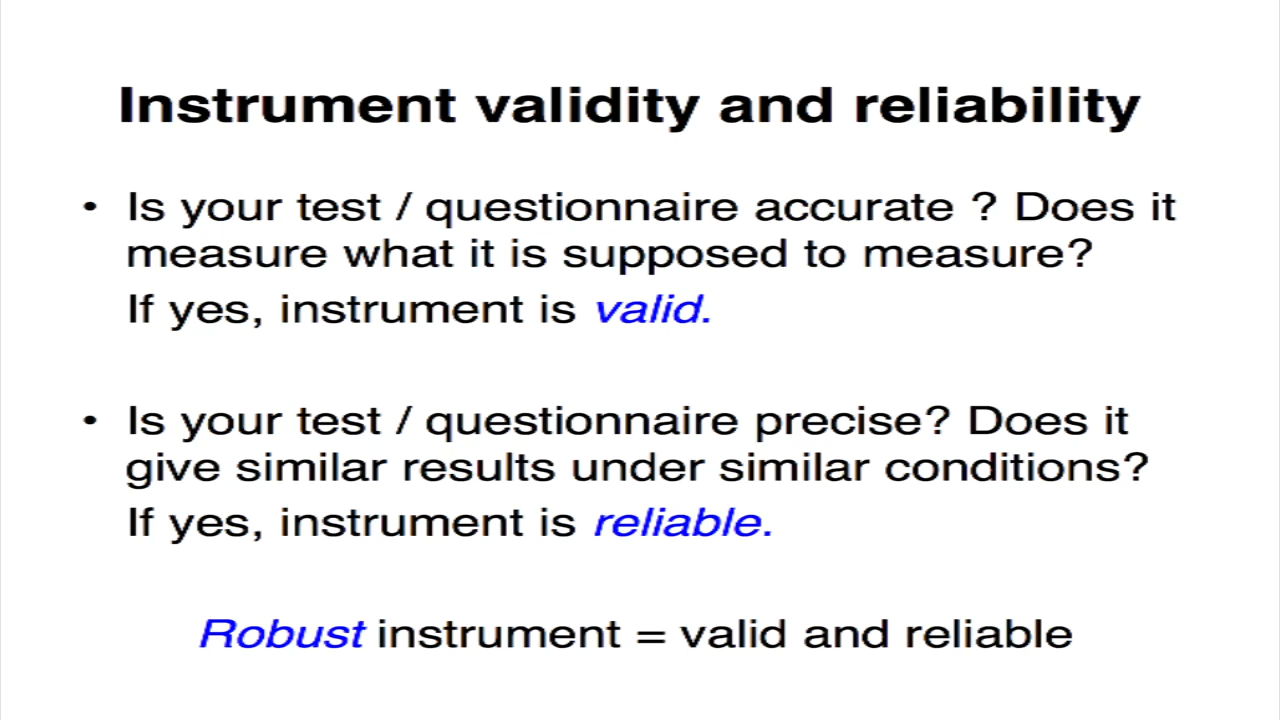 Instrument validity and reliability
• Is your test / questionnaire accurate ? Does it
measure what it is supposed to measure?
If yes, instrument is valid.
• Is your test / questionnaire precise? Does it
give similar results under similar conditions?
If yes, instrument is reliable.
Robust instrument = valid and reliable